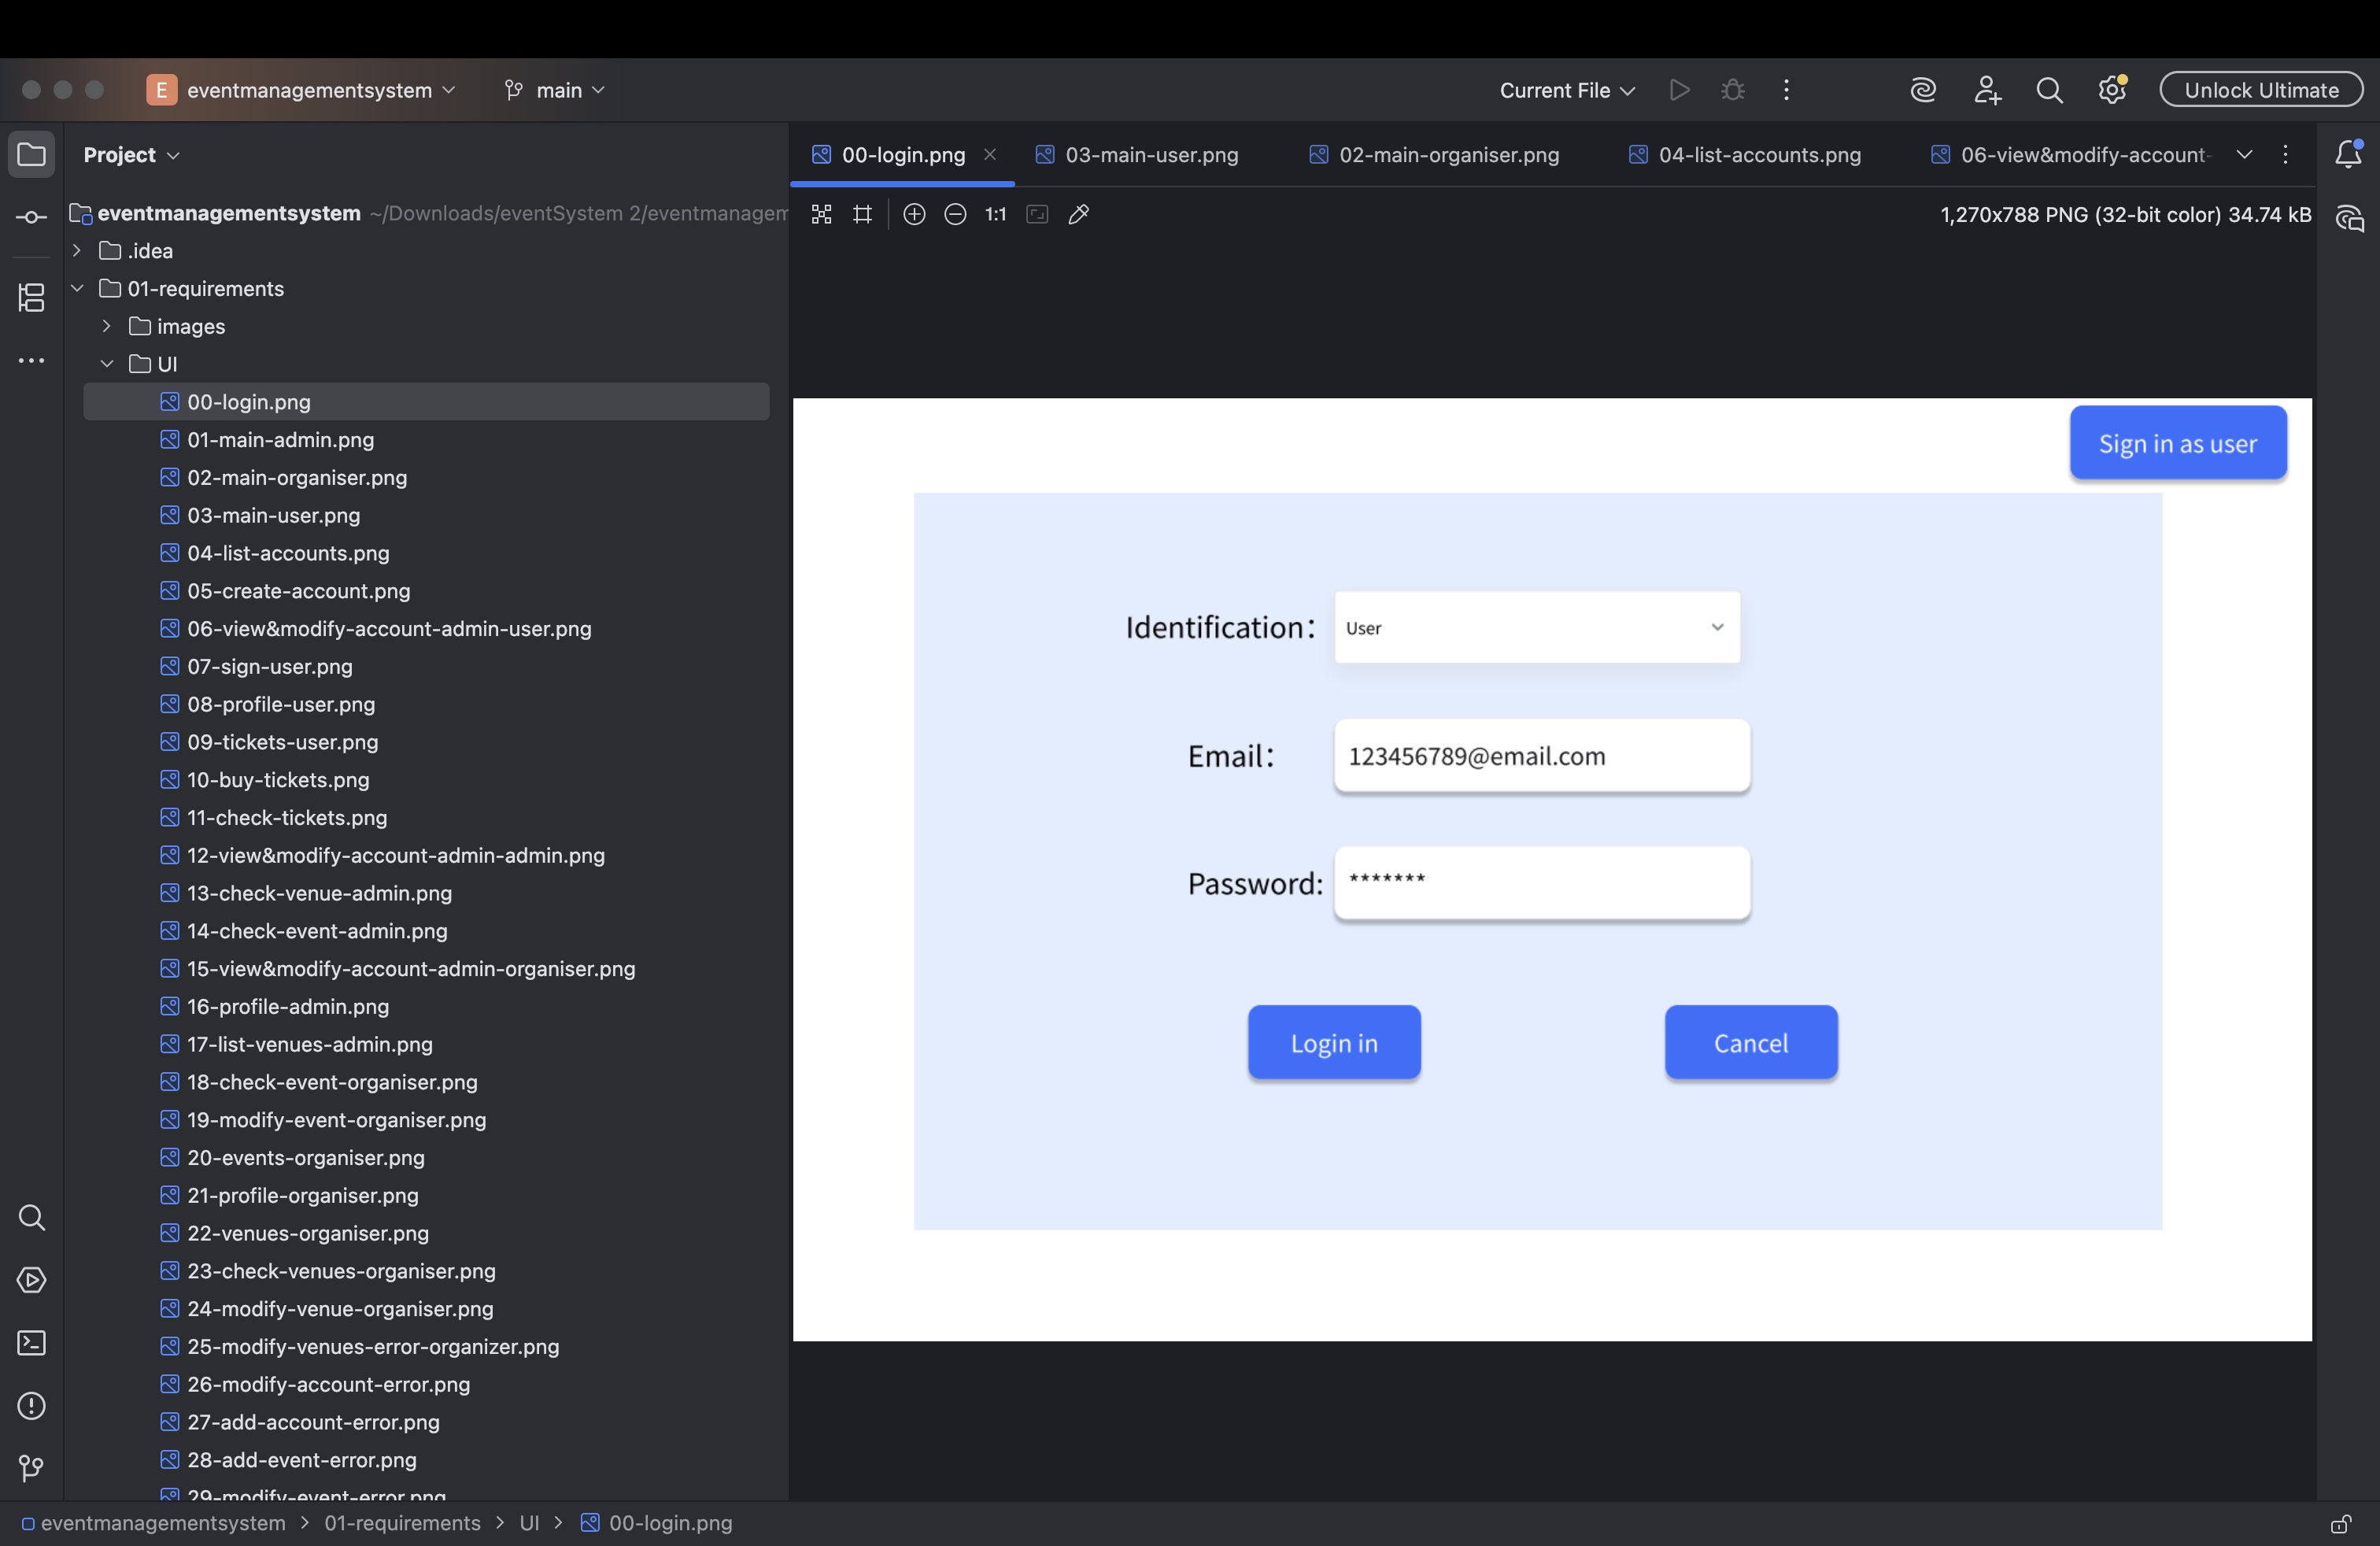 E eventmanagementsystem main Current File Unlock Ultimate
Project
eventmanagementsystem ~/Downloads/eventSystem 2/eventmanagem
.idea
01-requirements
images
UI
00-login.png
01-main-admin.png
02-main-organiser.png
03-main-user.png
04-list-accounts.png
05-create-account.png
06-view&modify-account-admin-user.png
07-sign-user.png
08-profile-user.png
09-tickets-user.png
10-buy-tickets.png
11-check-tickets.png
12-view&modify-account-admin-admin.png
13-check-venue-admin.png
14-check-event-admin.png
15-view&modify-account-admin-organiser.png
16-profile-admin.png
17-list-venues-admin.png
18-check-event-organiser.png
19-modify-event-organiser.png
20-events-organiser.png
21-profile-organiser.png
22-venues-organiser.png
23-check-venues-organiser.png
24-modify-venue-organiser.png
25-modify-venues-error-organizer.png
26-modify-account-error.png
27-add-account-error.png
28-add-event-error.png
29-modify-event-error.png
00-login.png 03-main-user.png 02-main-organiser.png 04-list-accounts.png 06-view&modify-account-
1:1 1,270x788 PNG (32-bit color) 34.74 kB
Sign in as user
Identification： User
Email： 123456789@email.com
Password: *******
Login in Cancel
eventmanagementsystem > 01-requirements > UI > 00-login.png